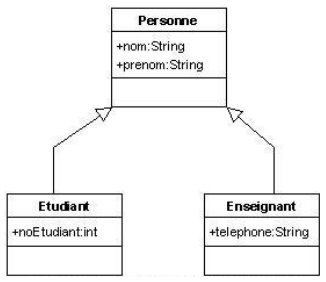 Personne
+nom:String
+prenom:String
Etudiant
+noEtudiant:int
Enseignant
+telephone:String